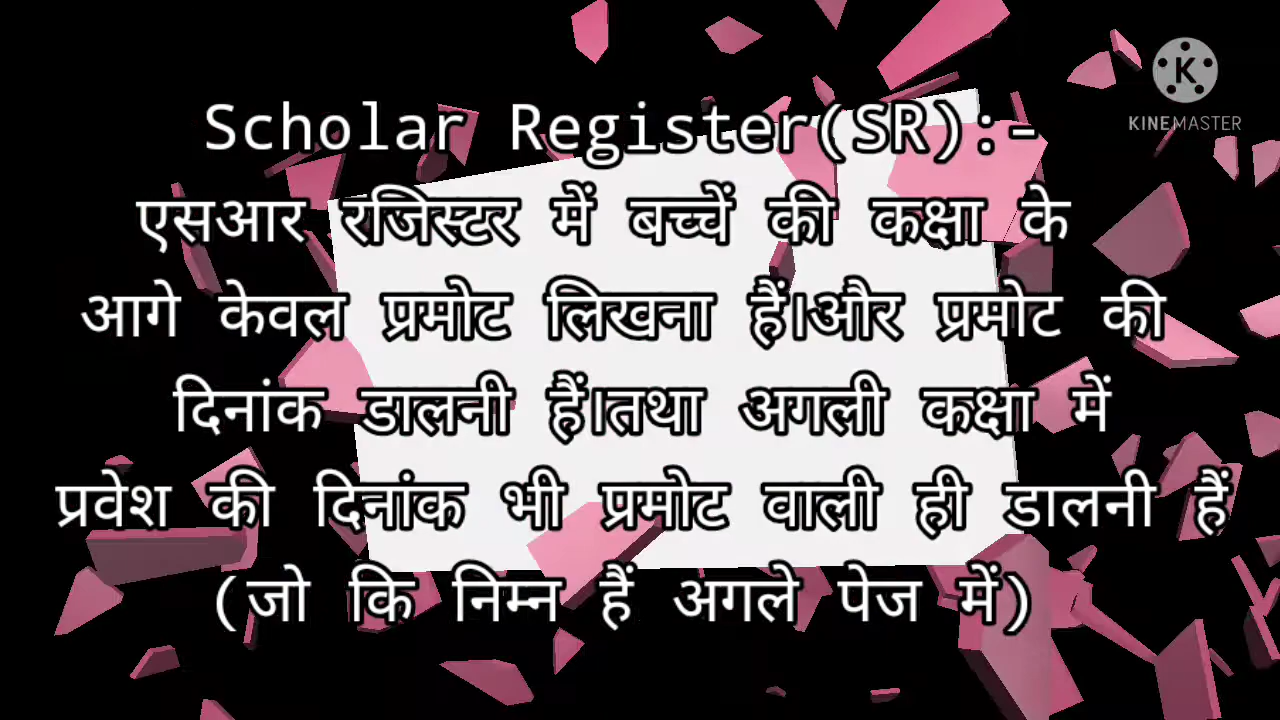 Scholar Register(SR):-
एसआर रजिस्टर में बच्चें की कक्षा के
आगे केवल प्रमोट लिखना हैं।और प्रमोट की
दिनांक डालनी हैं।तथा अगली कक्षा में
प्रवेश की दिनांक भी प्रमोट वाली ही डालनी हैं
(जो कि निम्न हैं अगले पेज में)
K
KINEMASTER